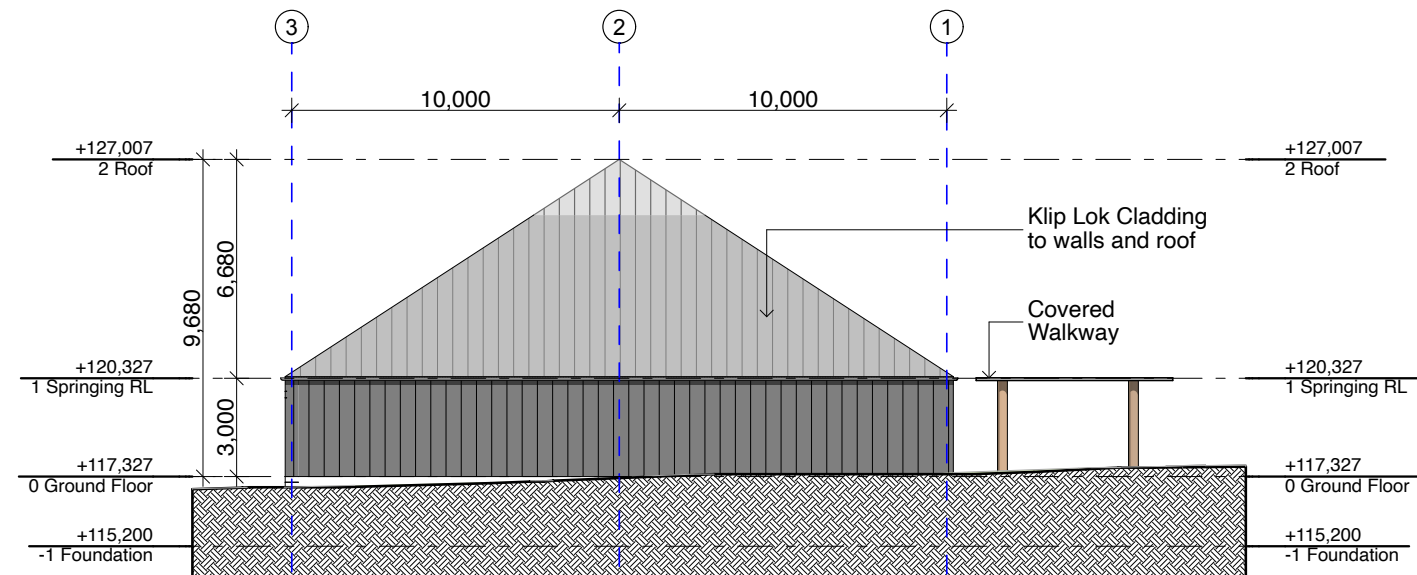 3
2
1
10,000
10,000
+127,007
2 Roof
+127,007
2 Roof
Klip Lok Cladding
to walls and roof
6,680
9,680
Covered
Walkway
+120,327
1 Springing RL
+120,327
1 Springing RL
3,000
+117,327
0 Ground Floor
+117,327
0 Ground Floor
+115,200
-1 Foundation
+115,200
-1 Foundation